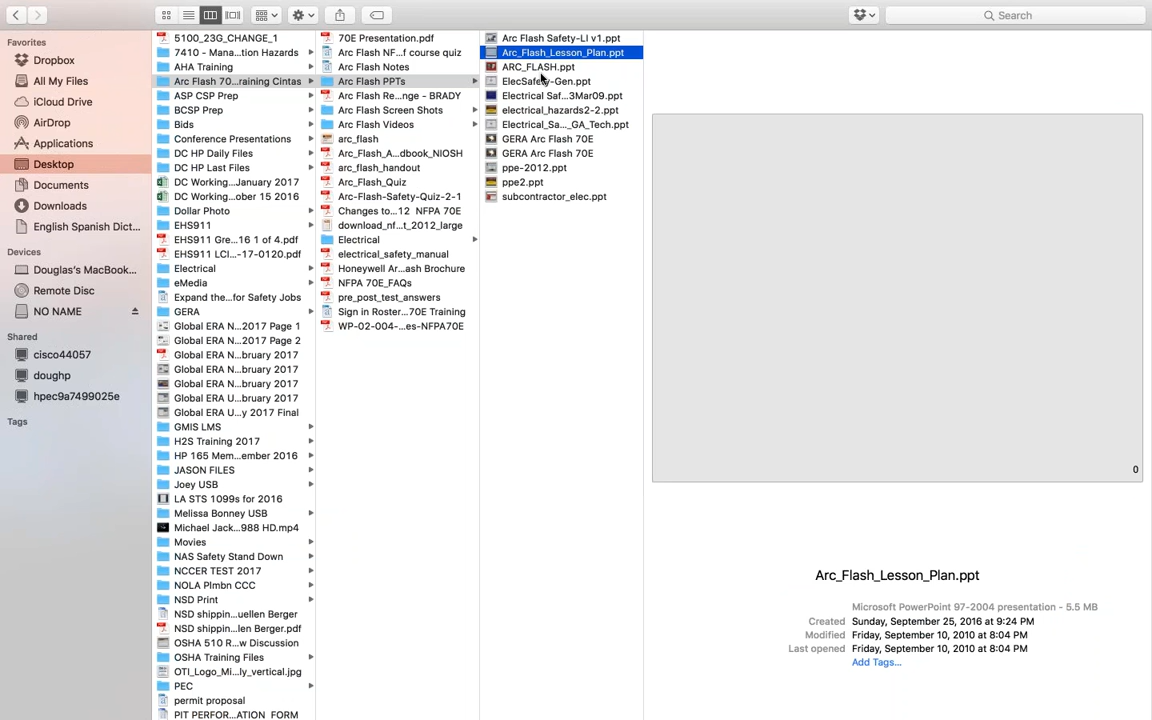 Search
Favorites
Dropbox
All My Files
iCloud Drive
AirDrop
Applications
Desktop
Documents
Downloads
English Spanish Dict...
Devices
Douglas's MacBook...
Remote Disc
NO NAME
Shared
cisco44057
doughp
hpec9a7499025e
Tags
5100_23G_CHANGE_1
7410 - Mana...tion Hazards
AHA Training
Arc Flash 70...raining Cintas
ASP CSP Prep
BCSP Prep
Bids
Conference Presentations
DC HP Daily Files
DC HP Last Files
DC Working...January 2017
DC Working...ober 15 2016
Dollar Photo
EHS911
EHS911 Gre...16 1 of 4.pdf
EHS911 LCI...-17-0120.pdf
Electrical
eMedia
Expand the...for Safety Jobs
GERA
Global ERA N...2017 Page 1
Global ERA N...2017 Page 2
Global ERA N...bruary 2017
Global ERA N...bruary 2017
Global ERA N...bruary 2017
Global ERA U...bruary 2017
Global ERA U...y 2017 Final
GMIS LMS
H2S Training 2017
HP 165 Mem...ember 2016
JASON FILES
Joey USB
LA STS 1099s for 2016
Melissa Bonney USB
Michael Jack...988 HD.mp4
Movies
NAS Safety Stand Down
NCCER TEST 2017
NOLA Plmbn CCC
NSD Print
NSD shippin...uellen Berger
NSD shippin...len Berger.pdf
OSHA 510 R...w Discussion
OSHA Training Files
OTI_Logo_Mi...ly_vertical.jpg
PEC
permit proposal
PIT PERFOR...ATION FORM
70E Presentation.pdf
Arc Flash NF...f course quiz
Arc Flash Notes
Arc Flash PPTs
Arc Flash Re...nge - BRADY
Arc Flash Screen Shots
Arc Flash Videos
arc_flash
Arc_Flash_A...dbook_NIOSH
arc_flash_handout
Arc_Flash_Quiz
Arc-Flash-Safety-Quiz-2-1
Changes to...12 NFPA 70E
download_nf...t_2012_large
Electrical
electrical_safety_manual
Honeywell Ar...ash Brochure
NFPA 70E_FAQs
pre_post_test_answers
Sign in Roster...70E Training
WP-02-004-...es-NFPA70E
Arc Flash Safety-LI v1.ppt
Arc_Flash_Lesson_Plan.ppt
ARC_FLASH.ppt
ElecSafety-Gen.ppt
Electrical Saf...3Mar09.ppt
electrical_hazards2-2.ppt
Electrical_Sa..._GA_Tech.ppt
GERA Arc Flash 70E
GERA Arc Flash 70E
ppe-2012.ppt
ppe2.ppt
subcontractor_elec.ppt
0
Arc_Flash_Lesson_Plan.ppt
Microsoft PowerPoint 97-2004 presentation - 5.5 MB
Created Sunday, September 25, 2016 at 9:24 PM
Modified Friday, September 10, 2010 at 8:04 PM
Last opened Friday, September 10, 2010 at 8:04 PM
Add Tags...